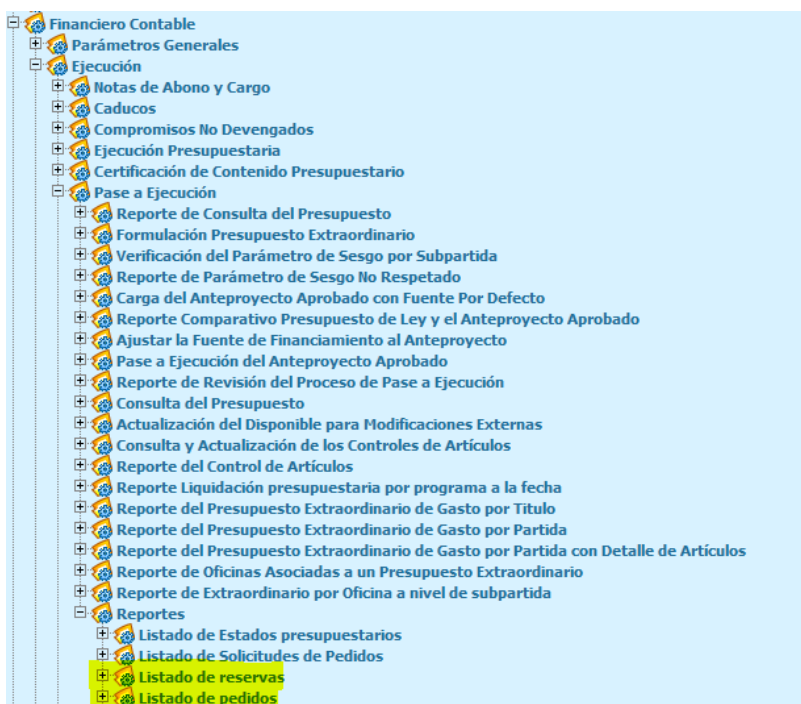 Financiero Contable
Parámetros Generales
Ejecución
Notas de Abono y Cargo
Caducos
Compromisos No Devengados
Ejecución Presupuestaria
Certificación de Contenido Presupuestario
Pase a Ejecución
Reporte de Consulta del Presupuesto
Formulación Presupuesto Extraordinario
Verificación del Parámetro de Sesgo por Subpartida
Reporte de Parámetro de Sesgo No Respetado
Carga del Anteproyecto Aprobado con Fuente Por Defecto
Reporte Comparativo Presupuesto de Ley y el Anteproyecto Aprobado
Ajustar la Fuente de Financiamiento al Anteproyecto
Pase a Ejecución del Anteproyecto Aprobado
Reporte de Revisión del Proceso de Pase a Ejecución
Consulta del Presupuesto
Actualización del Disponible para Modificaciones Externas
Consulta y Actualización de los Controles de Artículos
Reporte del Control de Artículos
Reporte Liquidación presupuestaria por programa a la fecha
Reporte del Presupuesto Extraordinario de Gasto por Titulo
Reporte del Presupuesto Extraordinario de Gasto por Partida
Reporte del Presupuesto Extraordinario de Gasto por Partida con Detalle de Artículos
Reporte de Oficinas Asociadas a un Presupuesto Extraordinario
Reporte de Extraordinario por Oficina a nivel de subpartida
Reportes
Listado de Estados presupuestarios
Listado de Solicitudes de Pedidos
Listado de reservas
Listado de pedidos